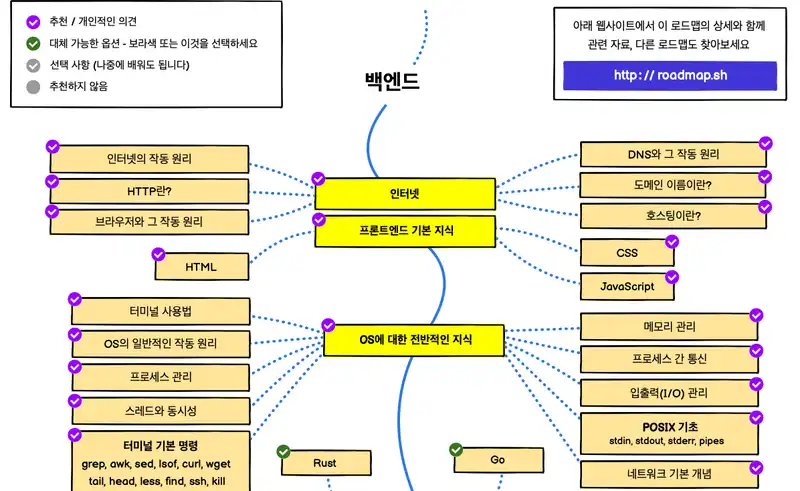 추천 / 개인적인 의견
대체 가능한 옵션 - 보라색 또는 이것을 선택하세요
선택 사항 (나중에 배워도 됩니다)
추천하지 않음
아래 웹사이트에서 이 로드맵의 상세와 함께
관련 자료, 다른 로드맵도 찾아보세요
http://roadmap.sh
백엔드
인터넷의 작동 원리
HTTP란?
브라우저와 그 작동 원리
인터넷
DNS와 그 작동 원리
도메인 이름이란?
호스팅이란?
프론트엔드 기본 지식
HTML
CSS
JavaScript
터미널 사용법
OS의 일반적인 작동 원리
프로세스 관리
스레드와 동시성
터미널 기본 명령
grep, awk, sed, lsof, curl, wget
tail, head, less, find, ssh, kill
OS에 대한 전반적인 지식
메모리 관리
프로세스 간 통신
입출력(I/O) 관리
POSIX 기초
stdin, stdout, stderr, pipes
네트워크 기본 개념
Rust
Go